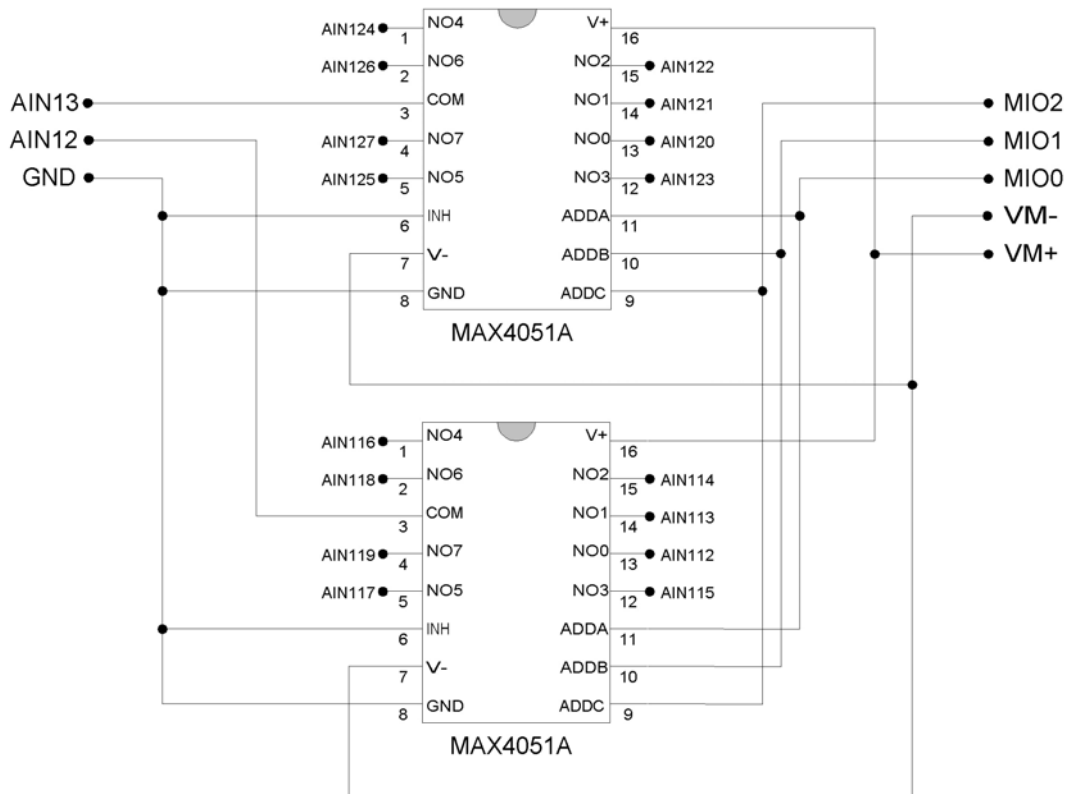 AIN124
1
NO4
V+
16
AIN126
2
NO6
NO2
15
AIN122
AIN13
3
COM
NO1
14
AIN121
MIO2
AIN12
AIN127
4
NO7
NO0
13
AIN120
MIO1
GND
AIN125
5
NO5
NO3
12
AIN123
MIO0
6
INH
ADDA
11
VM-
7
V-
ADDB
10
VM+
8
GND
ADDC
9
MAX4051A
AIN116
1
NO4
V+
16
AIN118
2
NO6
NO2
15
AIN114
3
COM
NO1
14
AIN113
AIN119
4
NO7
NO0
13
AIN112
AIN117
5
NO5
NO3
12
AIN115
6
INH
ADDA
11
7
V-
ADDB
10
8
GND
ADDC
9
MAX4051A